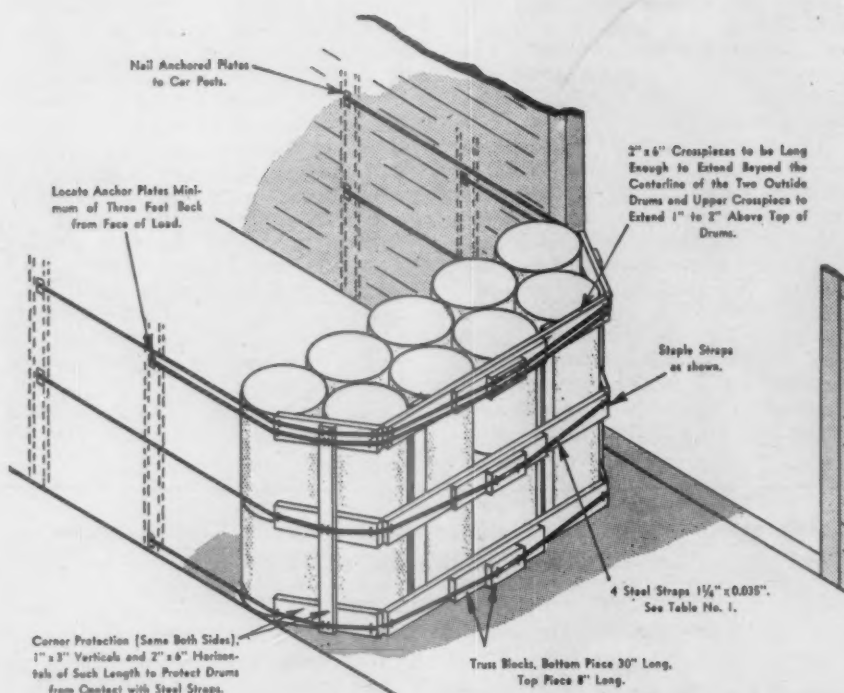 Nail Anchored Plates
to Car Posts.
2" x 6" Crosspieces to be Long
Enough to Extend Beyond the
Centerline of the Two Outside
Drums and Upper Crosspiece to
Extend 1" to 2" Above Top of
Drums.
Locate Anchor Plates Mini-
mum of Three Feet Back
from Face of Load.
Staple Straps
as shown.
4 Steel Straps 1¼" x 0.035".
See Table No. 1.
Corner Protection (Same Both Sides),
1" x 3" Verticals and 2" x 6" Horizon-
tals of Such Length to Protect Drums
from Contact with Steel Straps.
Truss Blocks, Bottom Piece 30" Long,
Top Piece 8" Long.